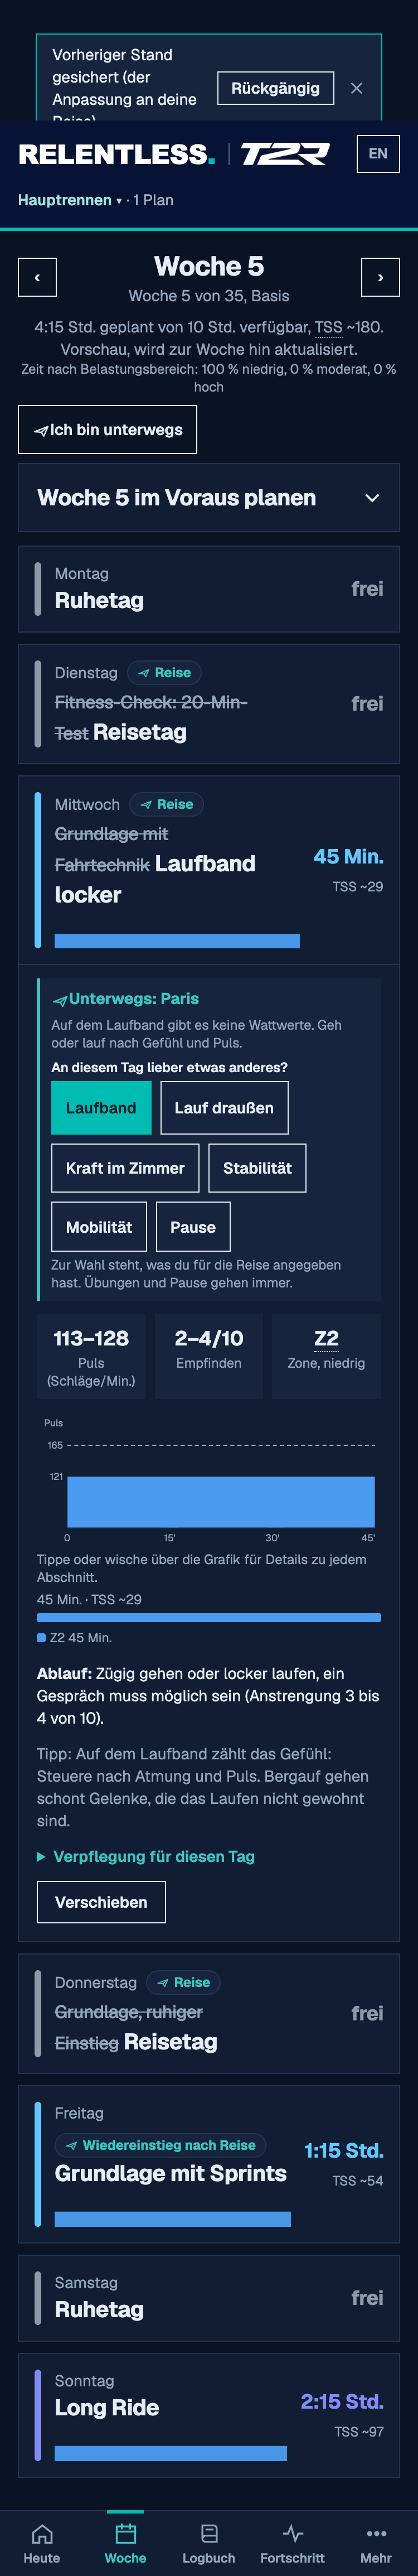 Vorheriger Stand
gesichert (der
Anpassung an deine
Reise)
Rückgängig
RELENTLESS.
T2R
EN
Hauptrennen ▾ · 1 Plan
‹
Woche 5
›
Woche 5 von 35, Basis
4:15 Std. geplant von 10 Std. verfügbar, TSS ~180.
Vorschau, wird zur Woche hin aktualisiert.
Zeit nach Belastungsbereich: 100 % niedrig, 0 % moderat, 0 %
hoch
Ich bin unterwegs
Woche 5 im Voraus planen
Montag
Ruhetag
frei
Dienstag Reise
Fitness-Check: 20-Min-
Test Reisetag
frei
Mittwoch Reise
Grundlage mit
Fahrtechnik Laufband
locker
45 Min.
TSS ~29
Unterwegs: Paris
Auf dem Laufband gibt es keine Wattwerte. Geh
oder lauf nach Gefühl und Puls.
An diesem Tag lieber etwas anderes?
Laufband
Lauf draußen
Kraft im Zimmer
Stabilität
Mobilität
Pause
Zur Wahl steht, was du für die Reise angegeben
hast. Übungen und Pause gehen immer.
113–128
Puls
(Schläge/Min.)
2–4/10
Empfinden
Z2
Zone, niedrig
Puls
165
121
0 15' 30' 45'
Tippe oder wische über die Grafik für Details zu jedem
Abschnitt.
45 Min. · TSS ~29
Z2 45 Min.
Ablauf: Zügig gehen oder locker laufen, ein
Gespräch muss möglich sein (Anstrengung 3 bis
4 von 10).
Tipp: Auf dem Laufband zählt das Gefühl:
Steuere nach Atmung und Puls. Bergauf gehen
schont Gelenke, die das Laufen nicht gewohnt
sind.
Verpflegung für diesen Tag
Verschieben
Donnerstag Reise
Grundlage, ruhiger
Einstieg Reisetag
frei
Freitag
Wiedereinstieg nach Reise
Grundlage mit Sprints
1:15 Std.
TSS ~54
Samstag
Ruhetag
frei
Sonntag
Long Ride
2:15 Std.
TSS ~97
Heute
Woche
Logbuch
Fortschritt
Mehr